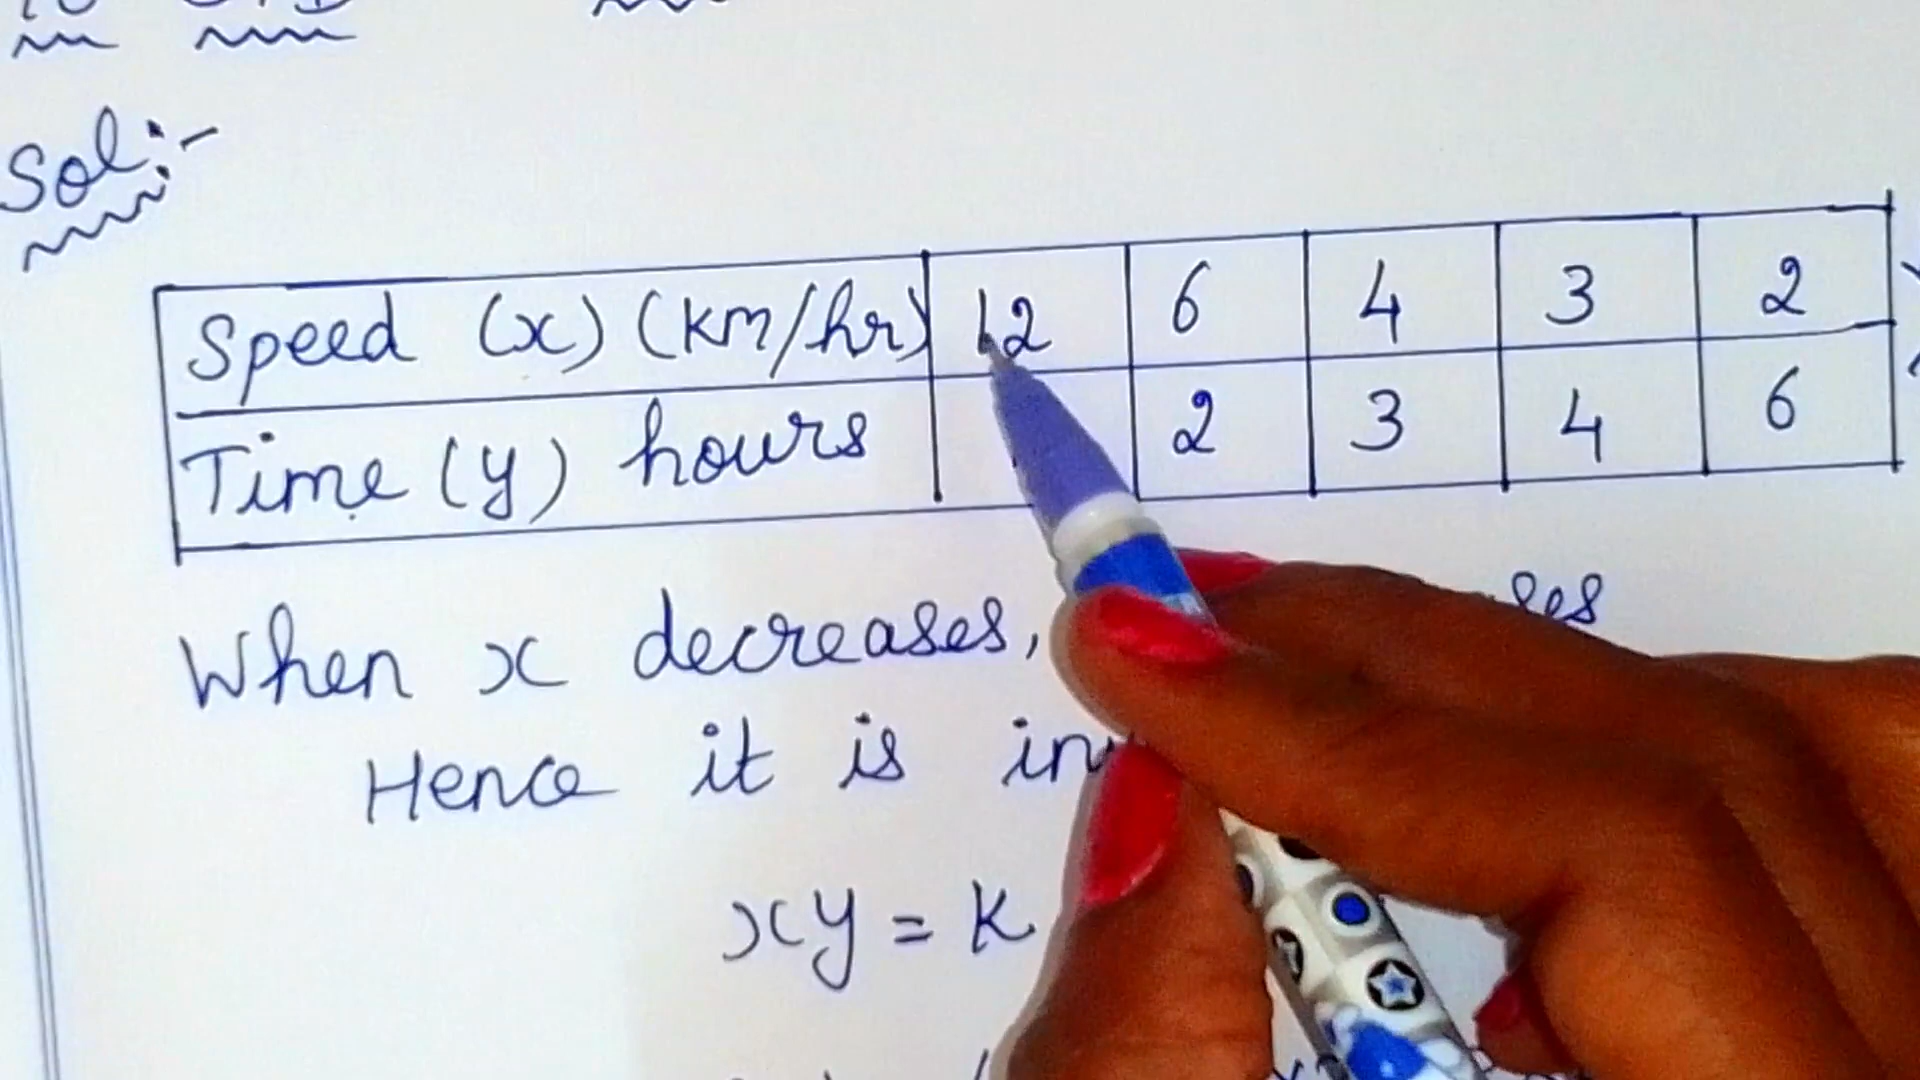 Sol:-
Speed (x) (km/hr) 12 6 4 3 2
Time (y) hours 2 3 4 6
When x decreases,
Hence it is
xy = k